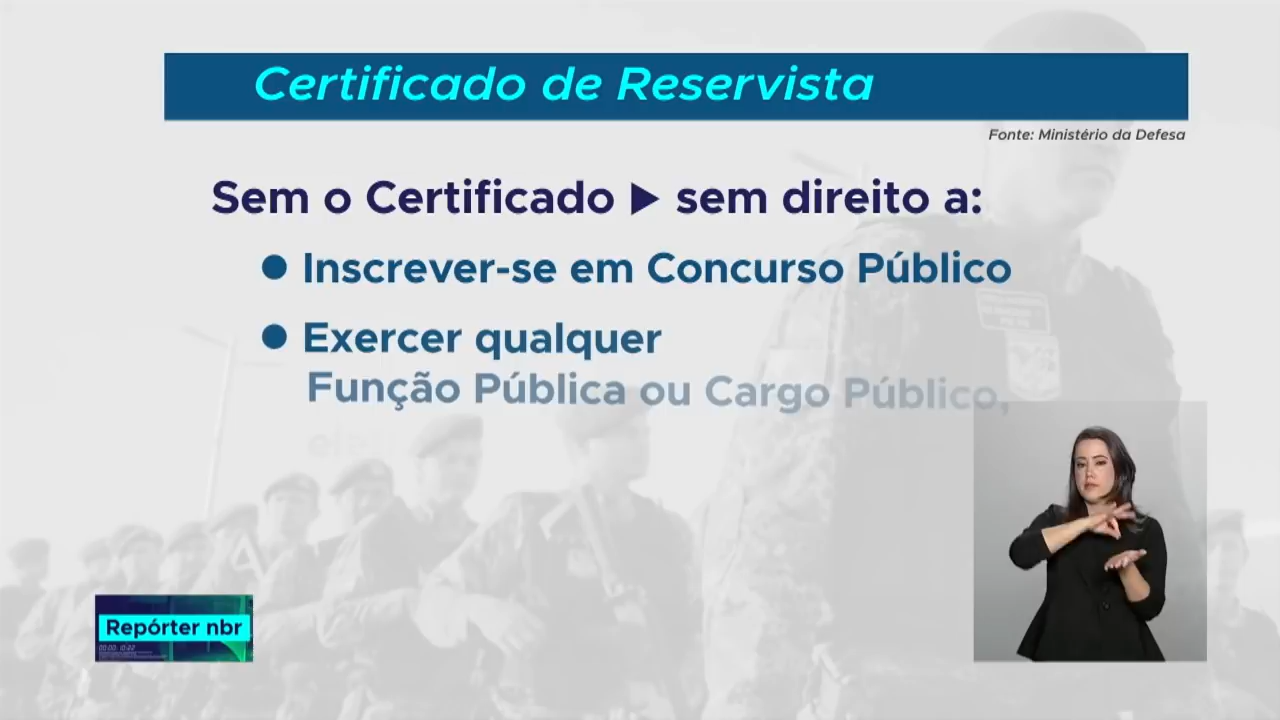 Certificado de Reservista
Fonte: Ministério da Defesa
Sem o Certificado ▶ sem direito a:
● Inscrever-se em Concurso Público
● Exercer qualquer
Função Pública ou Cargo Público,
Repórter nbr